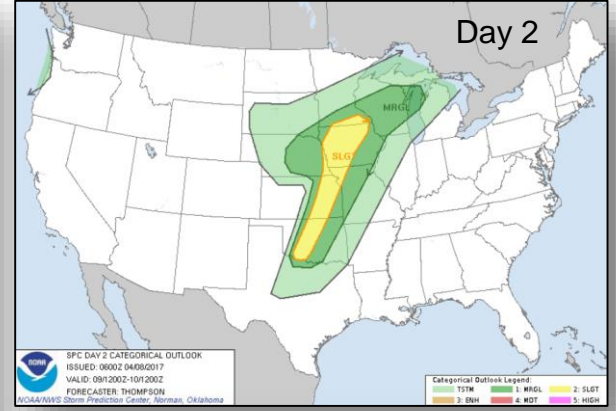 Day 2
MRGL
SLGT
NOAA
SPC DAY 2 CATEGORICAL OUTLOOK
ISSUED: 0600Z 04/08/2017
VALID: 09/1200Z-10/1200Z
FORECASTER: THOMPSON
NOAA/NWS Storm Prediction Center, Norman, Oklahoma
Categorical Outlook Legend:
TSTM 1: MRGL 2: SLGT
3: ENH 4: MDT 5: HIGH